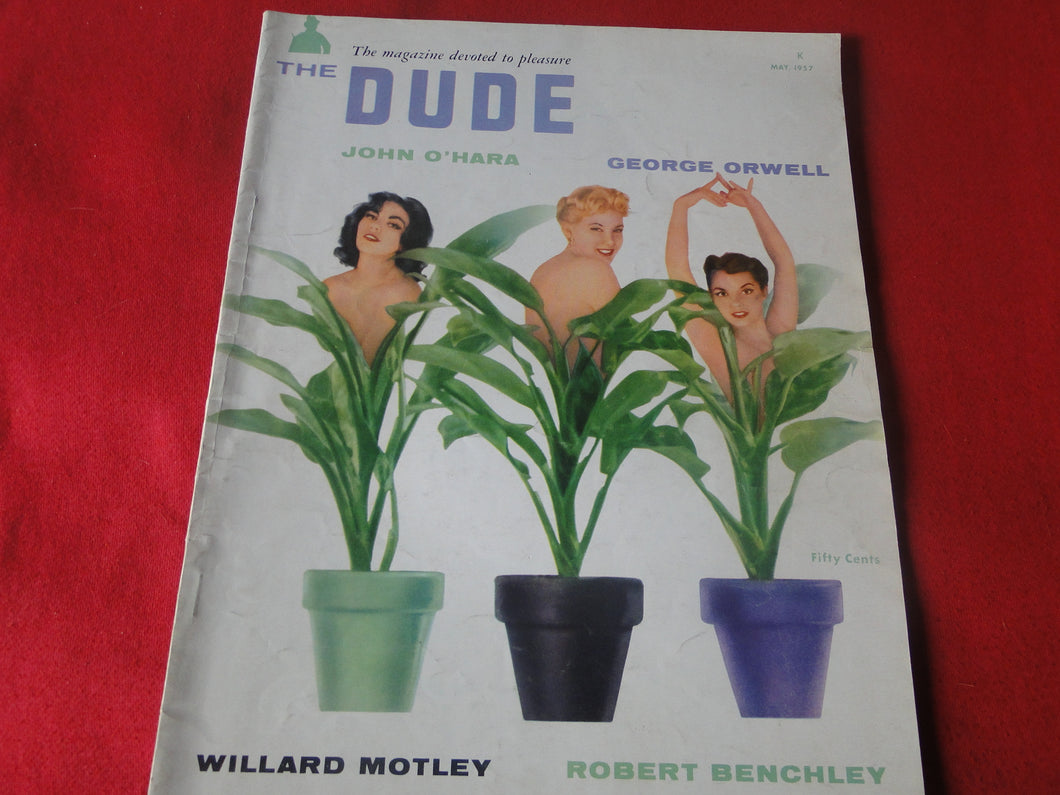 The magazine devoted to pleasure
K
MAY, 1957
THE DUDE
JOHN O'HARA
GEORGE ORWELL
Fifty Cents
WILLARD MOTLEY
ROBERT BENCHLEY